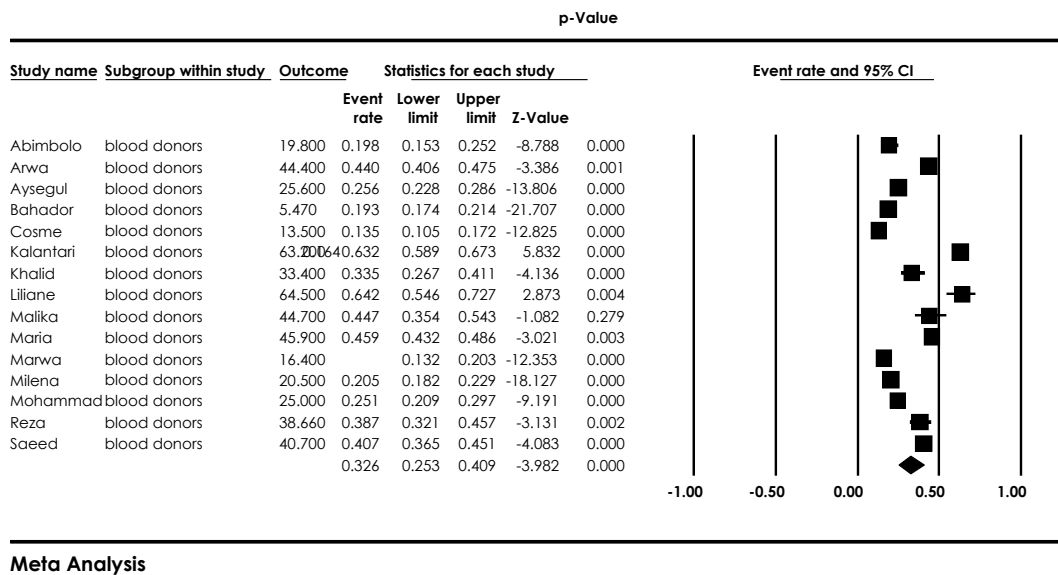 p-Value
Study name Subgroup within study Outcome Statistics for each study Event rate and 95% CI
Event Lower Upper
rate limit limit Z-Value
Abimbolo blood donors 19.800 0.198 0.153 0.252 -8.788 0.000
Arwa blood donors 44.400 0.440 0.406 0.475 -3.386 0.001
Aysegul blood donors 25.600 0.256 0.228 0.286 -13.806 0.000
Bahador blood donors 5.470 0.193 0.174 0.214 -21.707 0.000
Cosme blood donors 13.500 0.135 0.105 0.172 -12.825 0.000
Kalantari blood donors 0.632 0.589 0.673 5.832 0.000
Khalid blood donors 33.400 0.335 0.267 0.411 -4.136 0.000
Liliane blood donors 64.500 0.642 0.546 0.727 2.873 0.004
Malika blood donors 44.700 0.447 0.354 0.543 -1.082 0.279
Maria blood donors 45.900 0.459 0.432 0.486 -3.021 0.003
Marwa blood donors 16.400 0.132 0.203 -12.353 0.000
Milena blood donors 20.500 0.205 0.182 0.229 -18.127 0.000
Mohammad blood donors 25.000 0.251 0.209 0.297 -9.191 0.000
Reza blood donors 38.660 0.387 0.321 0.457 -3.131 0.002
Saeed blood donors 40.700 0.407 0.365 0.451 -4.083 0.000
0.326 0.253 0.409 -3.982 0.000
-1.00 -0.50 0.00 0.50 1.00
Meta Analysis